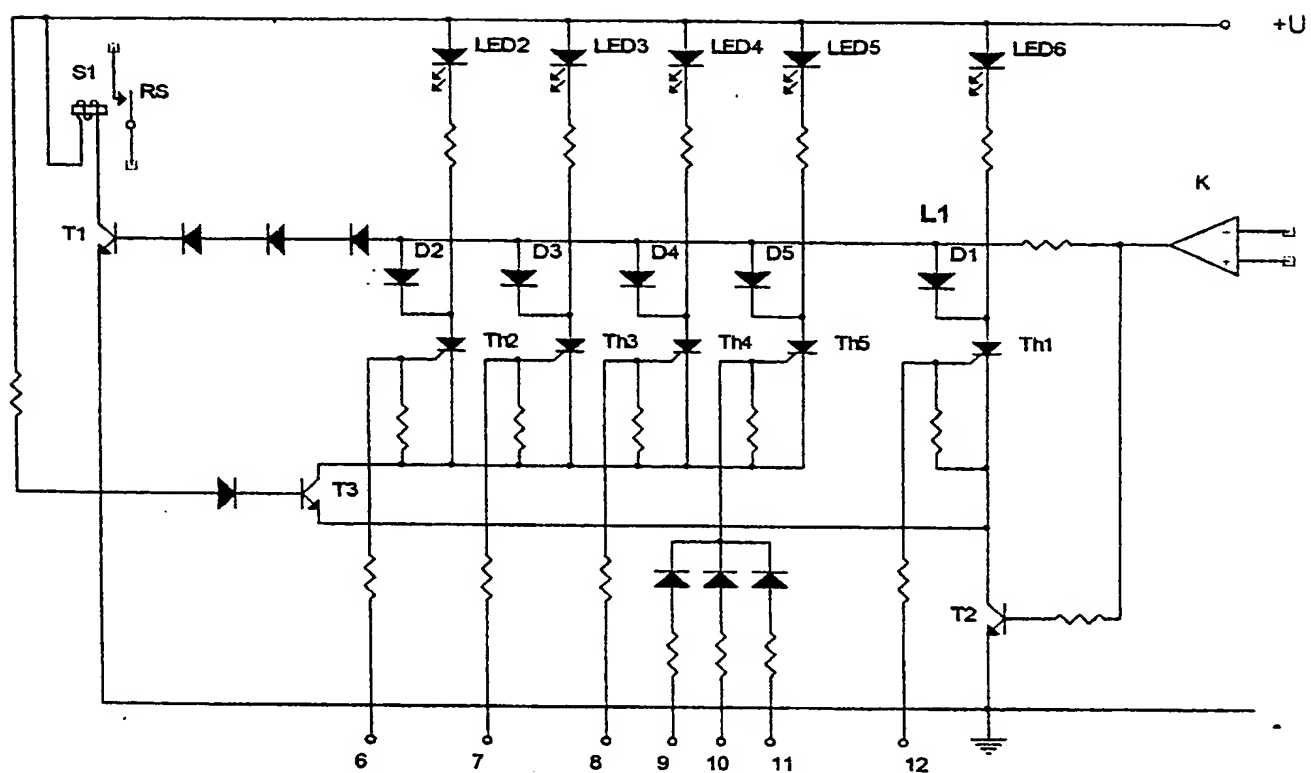 +U
LED2 LED3 LED4 LED5 LED6
S1
RS
K
L1
T1
D2 D3 D4 D5 D1
- 
+
Th2 Th3 Th4 Th5 Th1
T3
T2
-
6 7 8 9 10 11 12